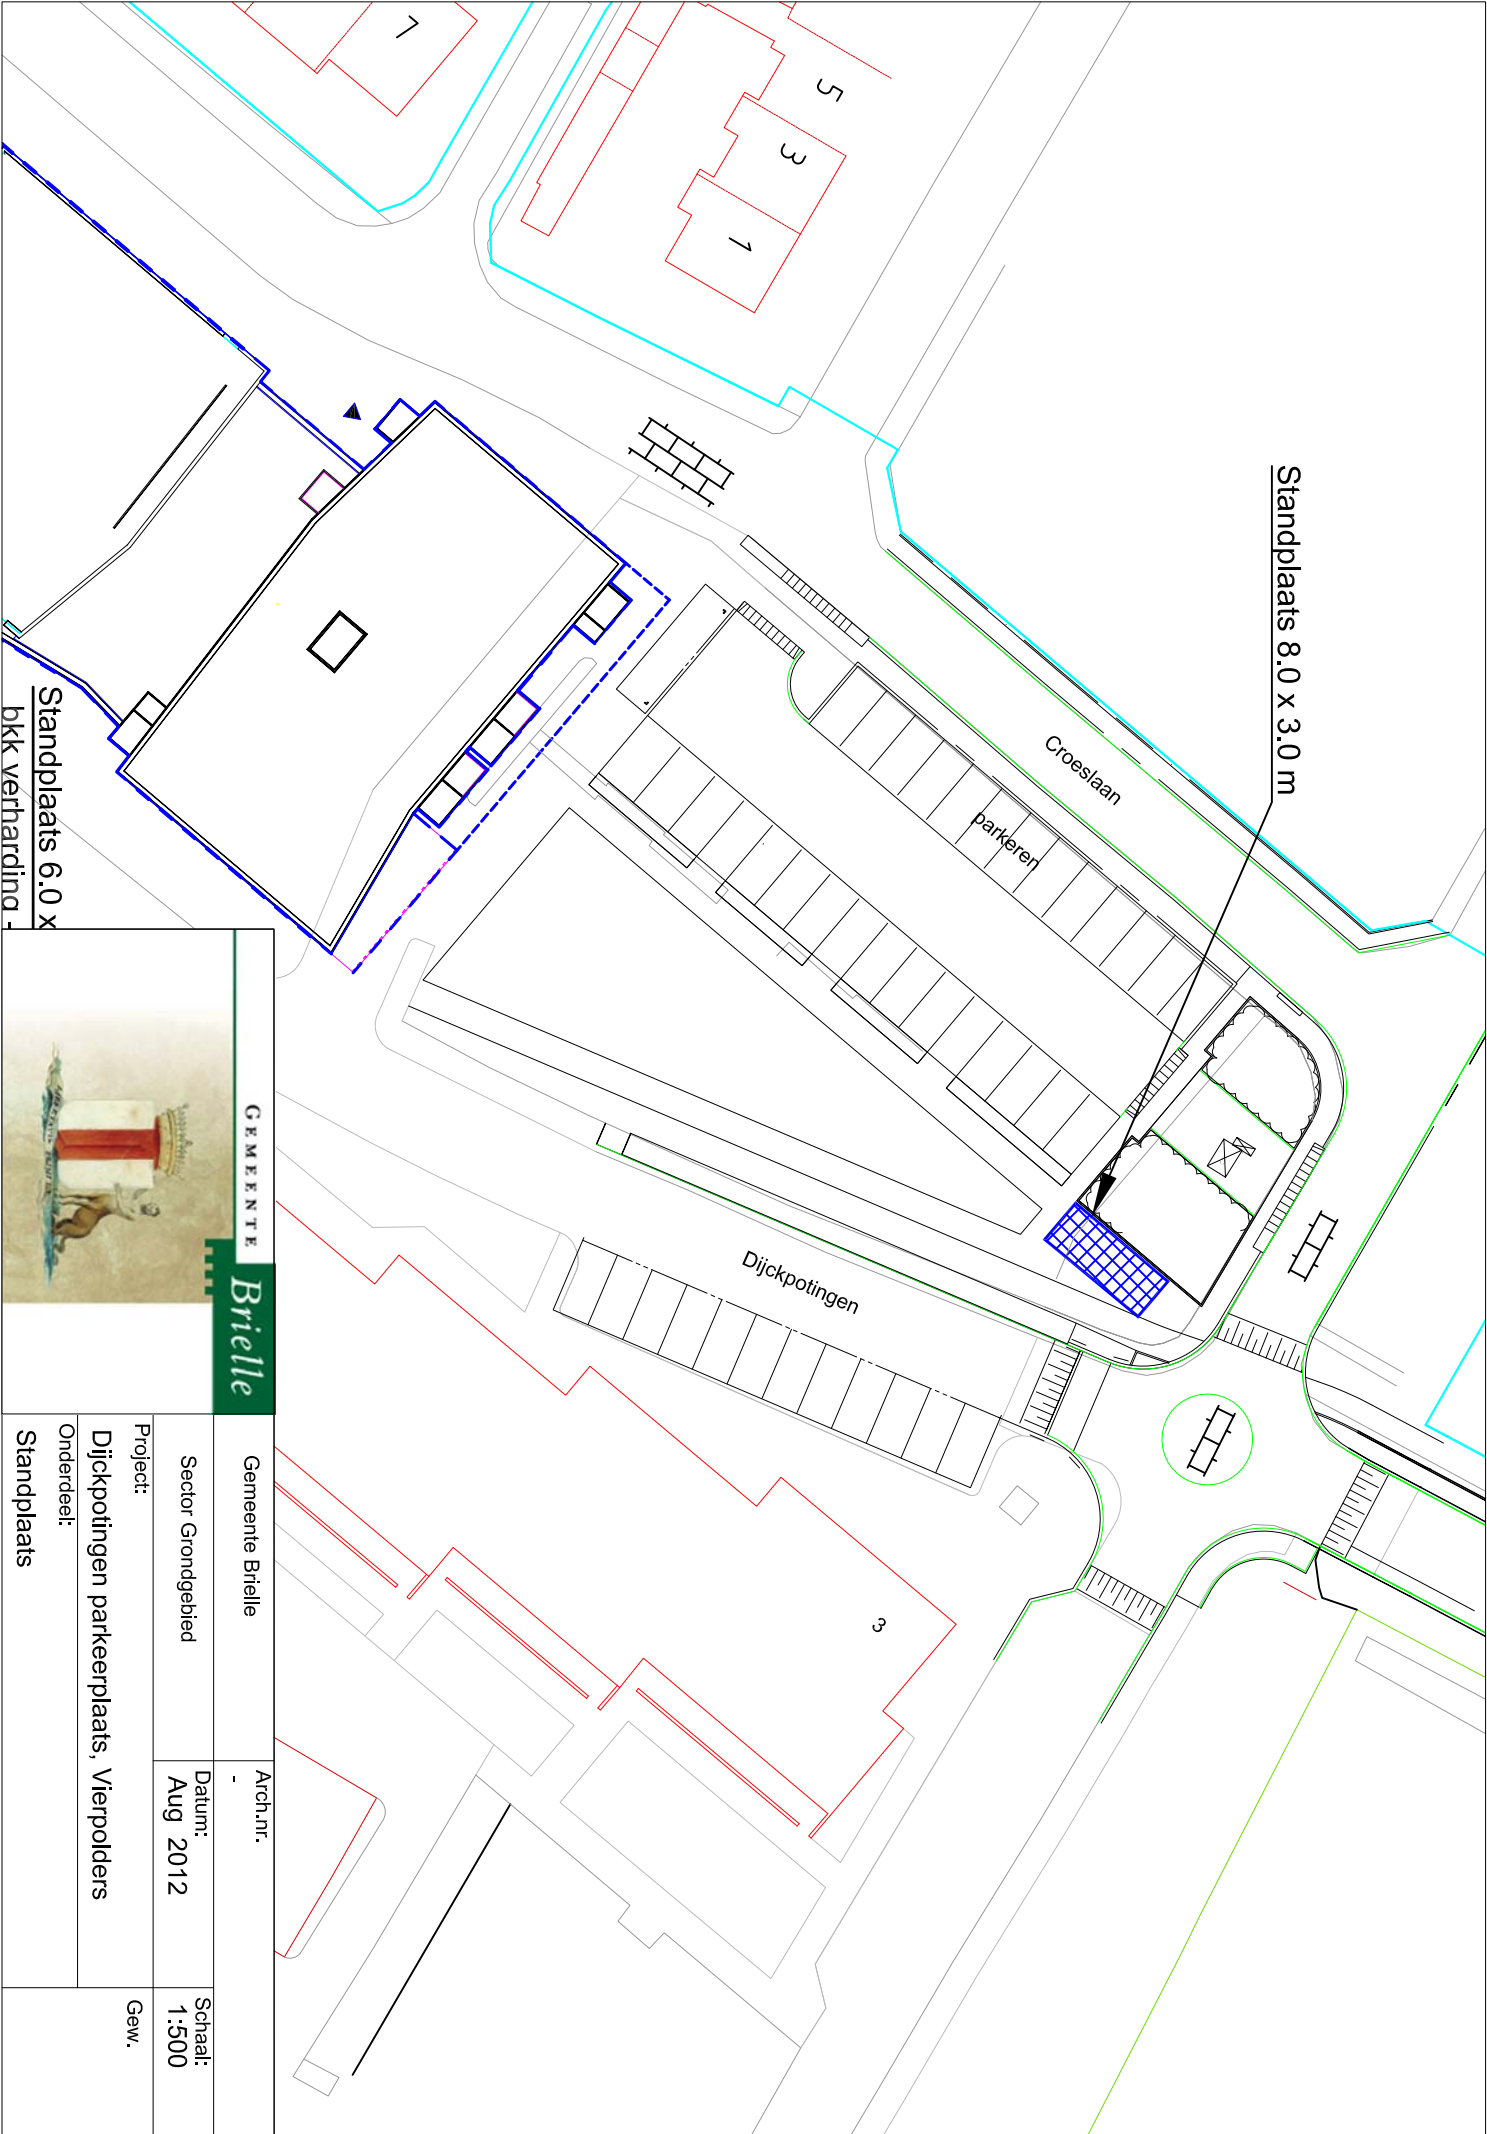 7
5
3
1
Standplaats 8.0 x 3.0 m
Croeslaan
parkeren
Dijckpotingen
3
Standplaats 6.0 x
bkk verharding -
GEMEENTE
Brielle
Gemeente Brielle
Arch.nr.
-
Sector Grondgebied
Datum:
Aug 2012
Schaal:
1:500
Project:
Dijckpotingen parkeerplaats, Vierpolders
Gew.
Onderdeel:
Standplaats